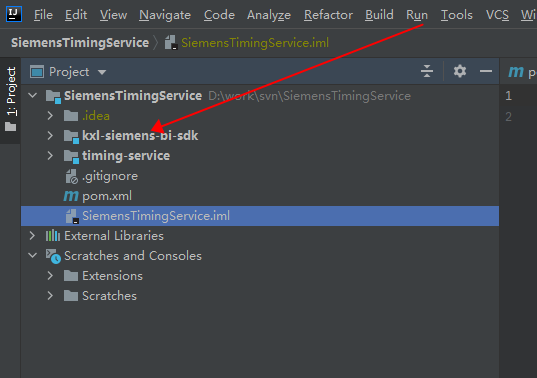 IJ File Edit View Navigate Code Analyze Refactor Build Run Tools VCS Wi
SiemensTimingService SiemensTimingService.iml
1: Project
Project
SiemensTimingService D:\work\svn\SiemensTimingService
.idea
kxl-siemens-bi-sdk
timing-service
.gitignore
m pom.xml
SiemensTimingService.iml
External Libraries
Scratches and Consoles
Extensions
Scratches
m p
1
2